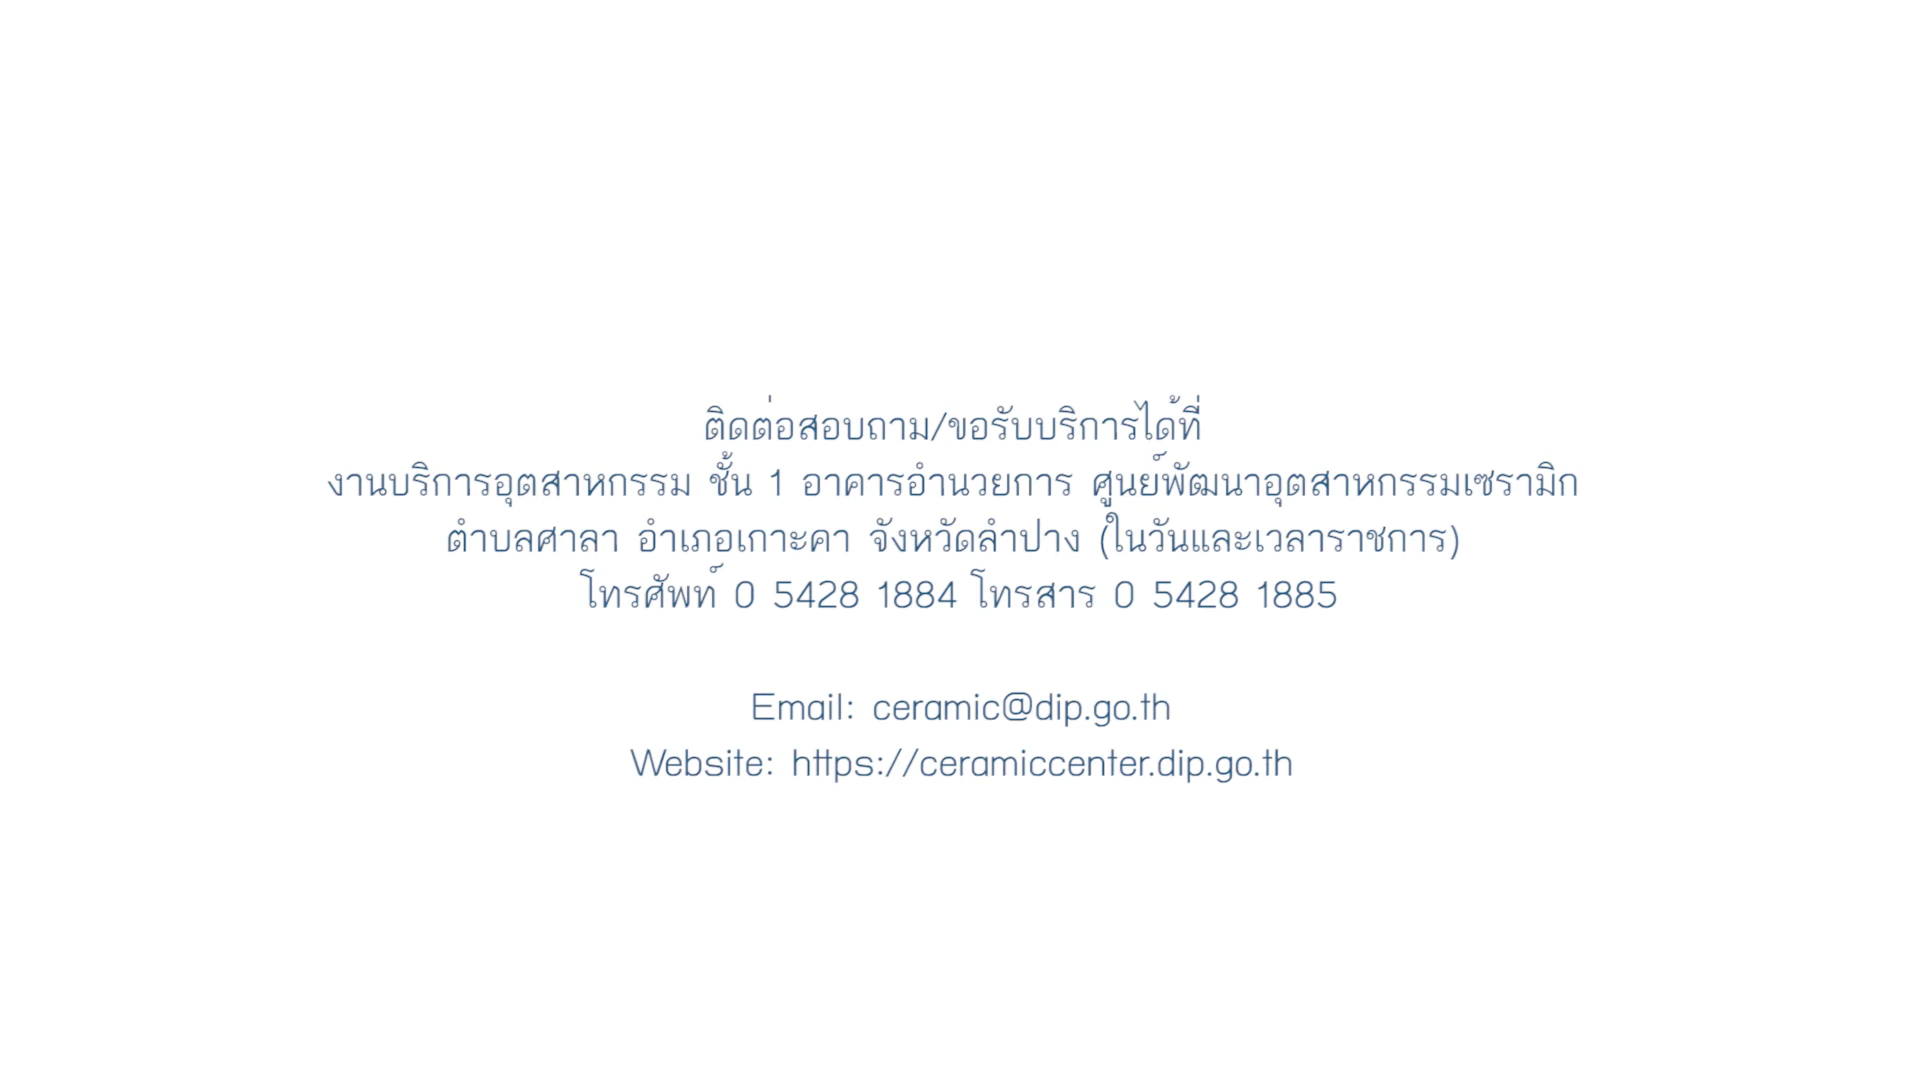 ติดต่อสอบถาม/ขอรับบริการได้ที่
งานบริการอุตสาหกรรม ชั้น 1 อาคารอำนวยการ ศูนย์พัฒนาอุตสาหกรรมเซรามิก
ตำบลศาลา อำเภอเกาะคา จังหวัดลำปาง (ในวันและเวลาราชการ)
โทรศัพท์ 0 5428 1884 โทรสาร 0 5428 1885
Email: ceramic@dip.go.th
Website: https://ceramiccenter.dip.go.th